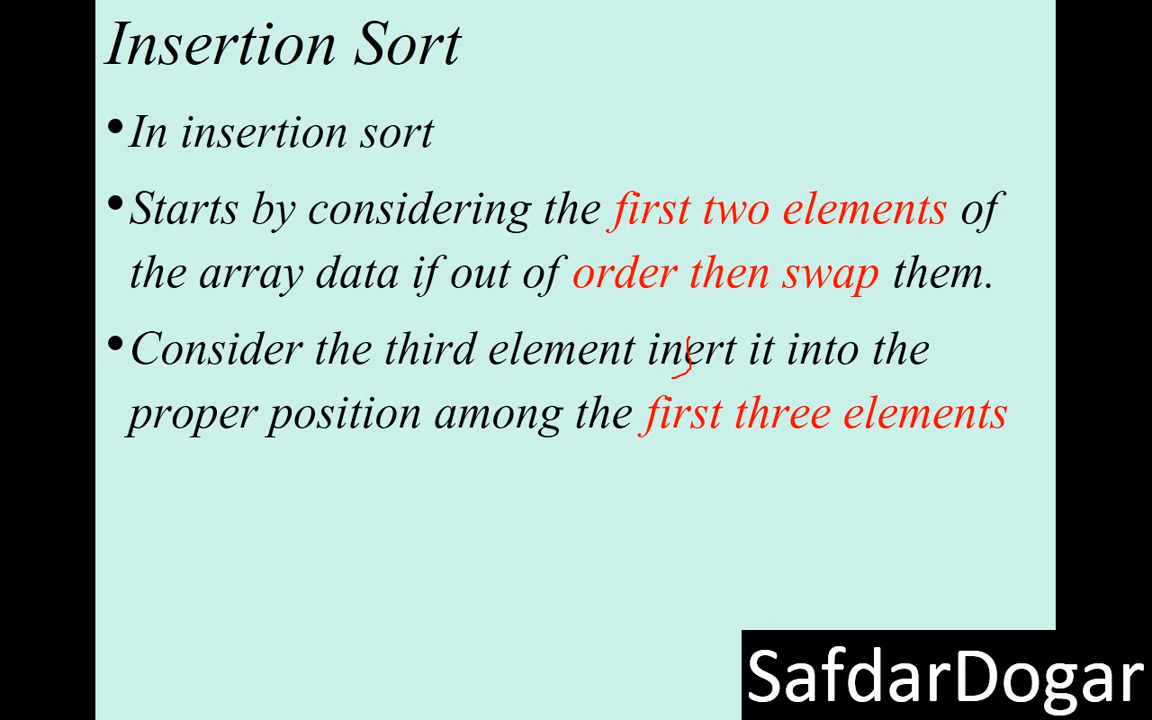 Insertion Sort
•In insertion sort
•Starts by considering the first two elements of
the array data if out of order then swap them.
•Consider the third element inert it into the
proper position among the first three elements
SafdarDogar